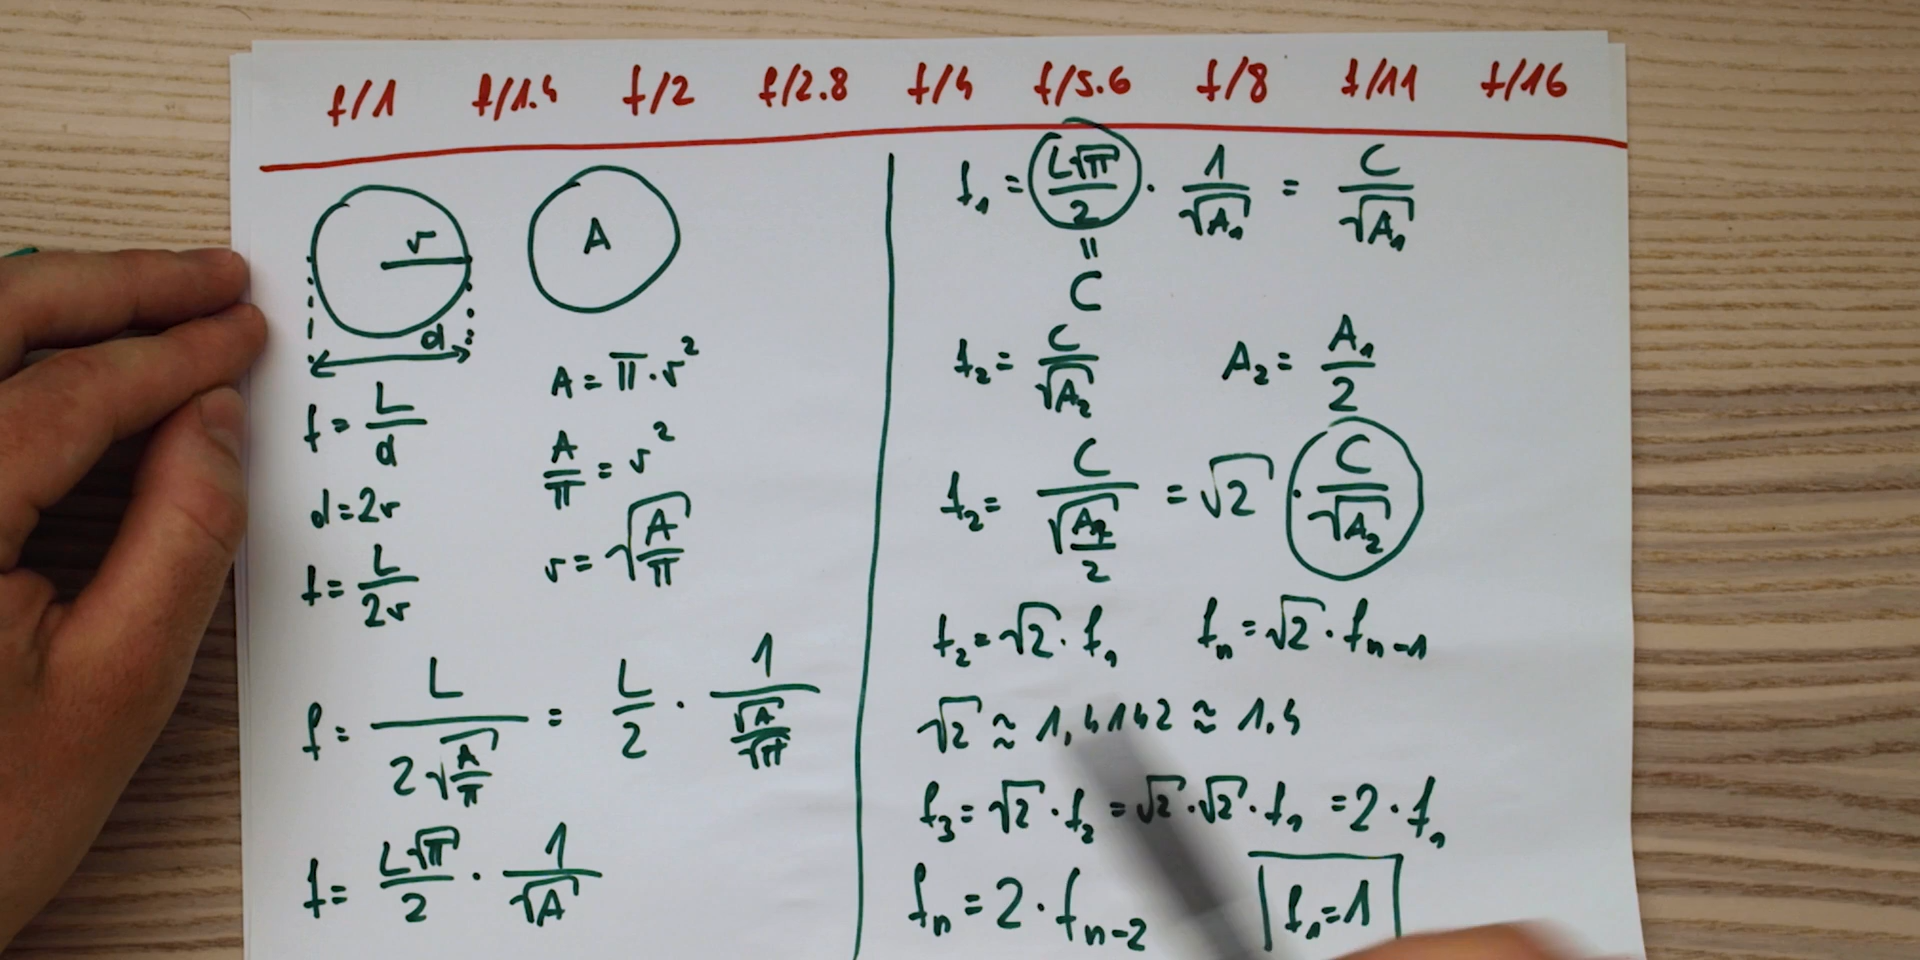 f/1 f/1.4 f/2 f/2.8 f/4 f/5.6 f/8 f/11 f/16
r
d
A
f = L/d
d = 2r
f = L/2r
A = π · r²
A/π = r²
r = √(A/π)
f = L/(2√(A/π)) = L/2 · 1/(√A/√π)
f = L√π/2 · 1/√A
f₁ = L√π/2 · 1/√A₁ = C/√A₁
=
C
f₂ = C/√A₂ A₂ = A₁/2
f₂ = C/√(A₂/2) = √2 · C/√A₂
f₂ = √2 · f₁ fₙ = √2 · fₙ₋₁
√2 ≈ 1,4142 ≈ 1,4
f₃ = √2 · f₂ = √2 · √2 · f₁ = 2 · f₁
fₙ = 2 · fₙ₋₂ f₁ = 1